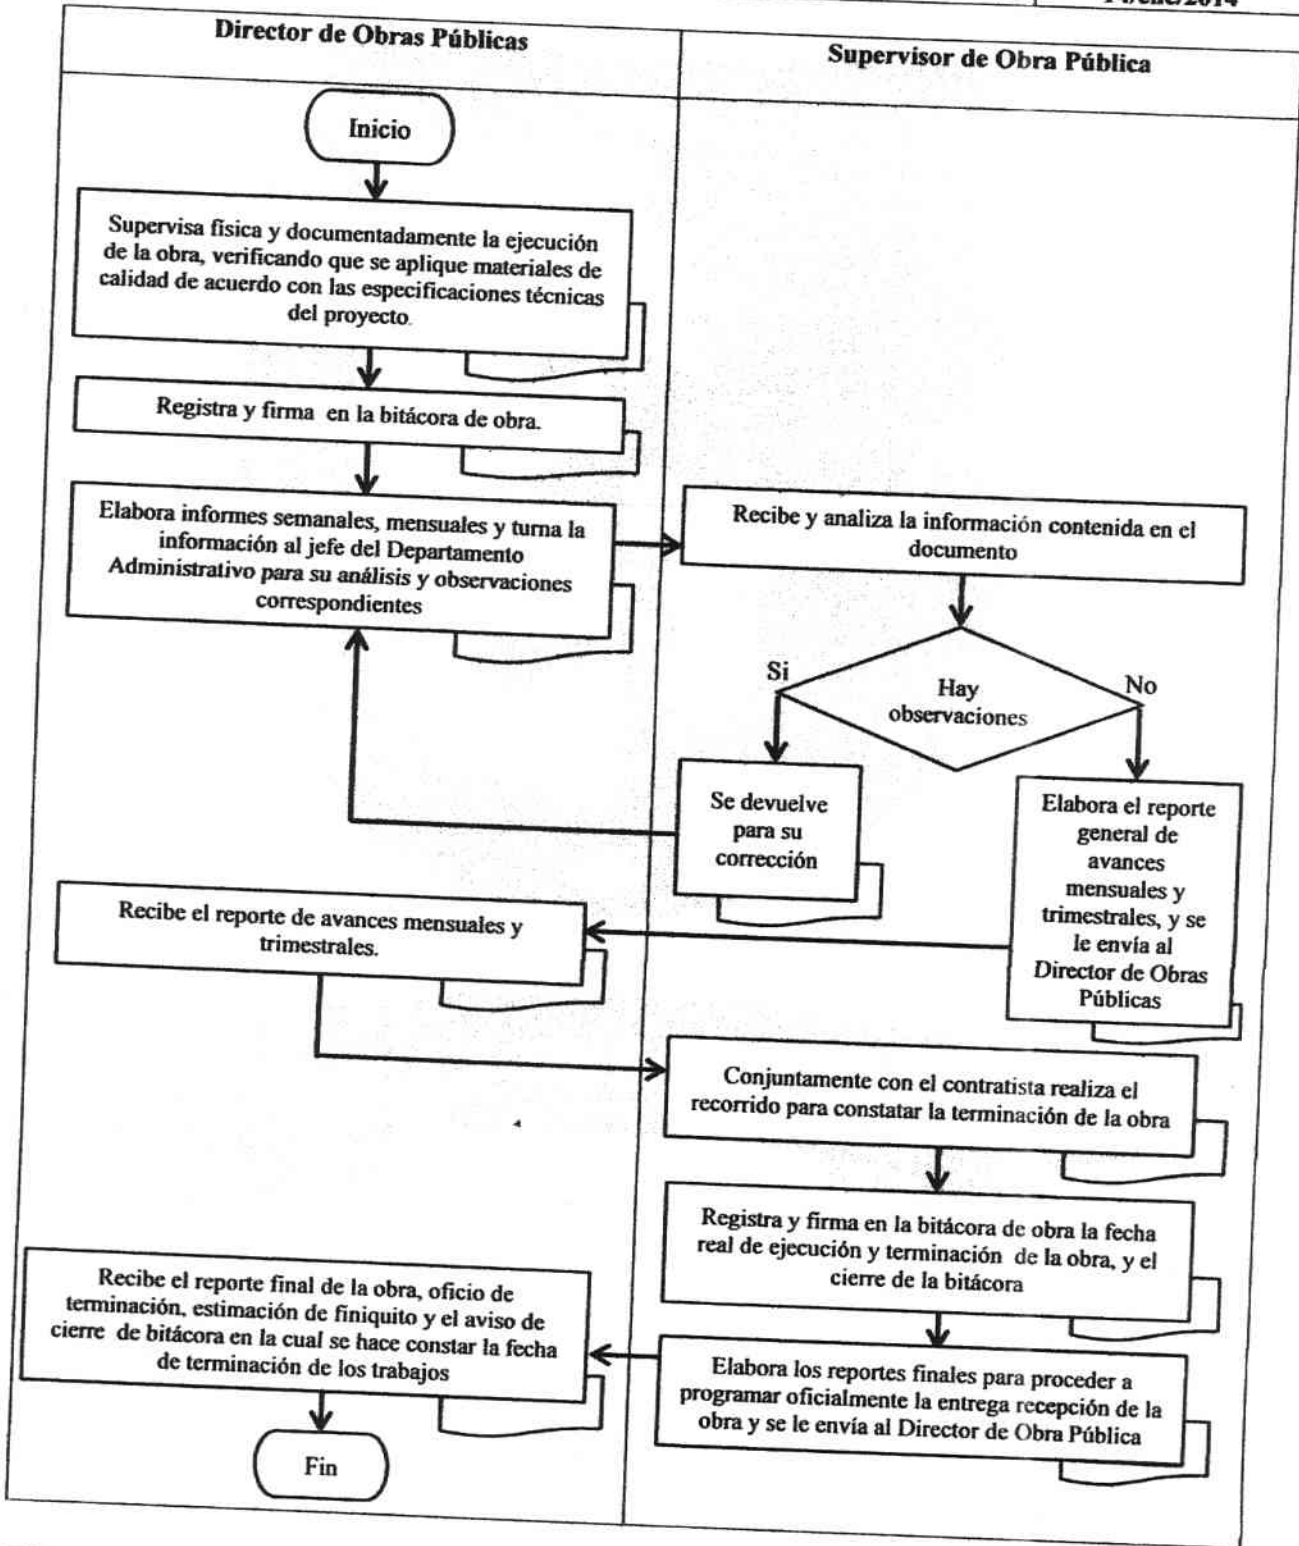 Director de Obras Públicas
Supervisor de Obra Pública
Inicio
Supervisa física y documentadamente la ejecución
de la obra, verificando que se aplique materiales de
calidad de acuerdo con las especificaciones técnicas
del proyecto.
Registra y firma en la bitácora de obra.
Elabora informes semanales, mensuales y turna la
información al jefe del Departamento
Administrativo para su análisis y observaciones
correspondientes
Recibe y analiza la información contenida en el
documento
Si
Hay
observaciones
No
Se devuelve
para su
corrección
Elabora el reporte
general de
avances
mensuales y
trimestrales, y se
le envía al
Director de Obras
Públicas
Recibe el reporte de avances mensuales y
trimestrales.
Conjuntamente con el contratista realiza el
recorrido para constatar la terminación de la obra
Registra y firma en la bitácora de obra la fecha
real de ejecución y terminación de la obra, y el
cierre de la bitácora
Elabora los reportes finales para proceder a
programar oficialmente la entrega recepción de la
obra y se le envía al Director de Obra Pública
Recibe el reporte final de la obra, oficio de
terminación, estimación de finiquito y el aviso de
cierre de bitácora en la cual se hace constar la fecha
de terminación de los trabajos
Fin